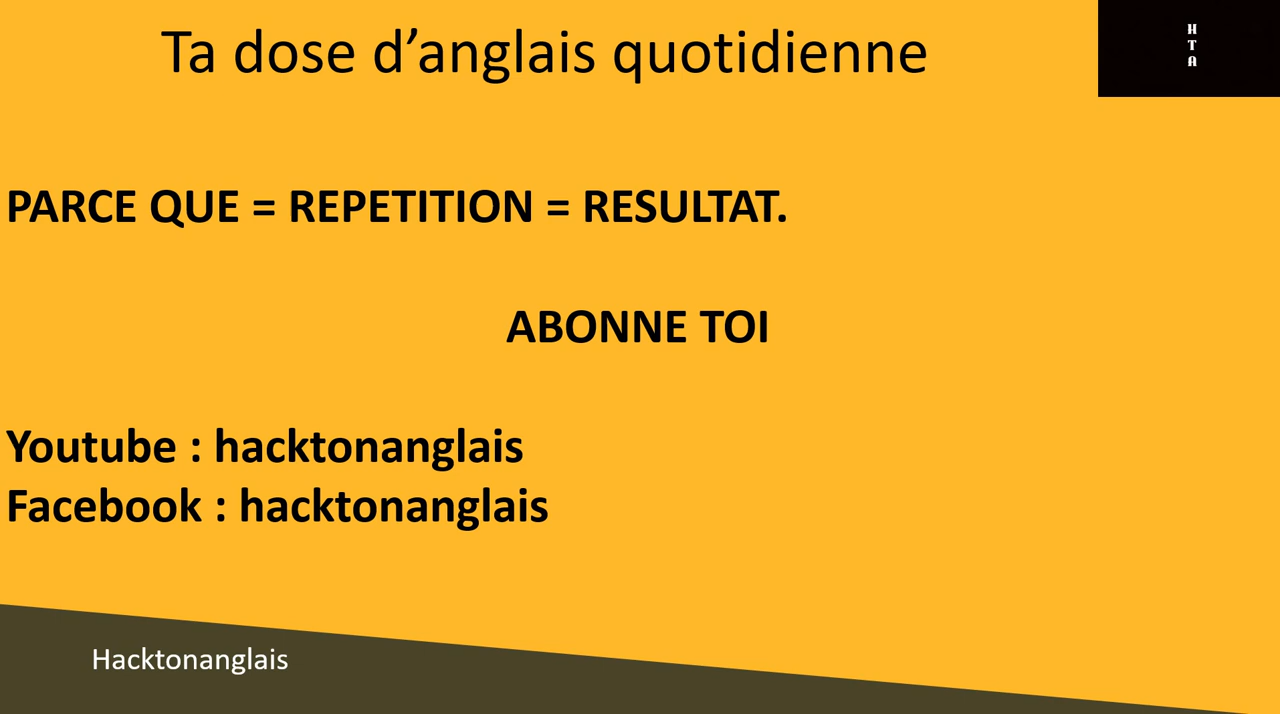 Ta dose d’anglais quotidienne
H
T
A
PARCE QUE = REPETITION = RESULTAT.
ABONNE TOI
Youtube : hacktonanglais
Facebook : hacktonanglais
Hacktonanglais